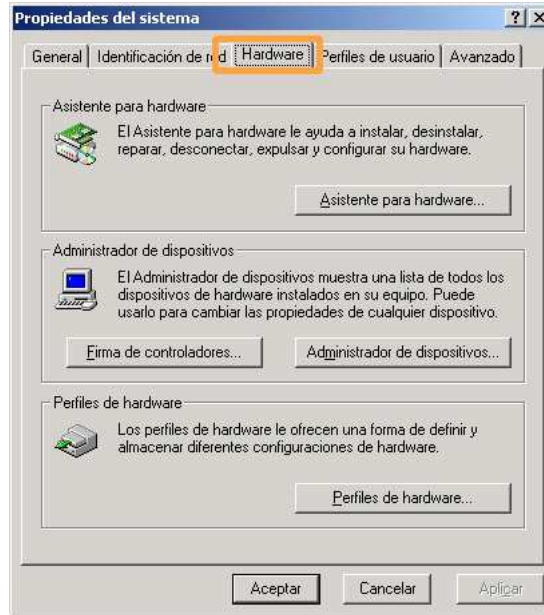 Propiedades del sistema
General Identificación de red Hardware Perfiles de usuario Avanzado
Asistente para hardware
El Asistente para hardware le ayuda a instalar, desinstalar,
reparar, desconectar, expulsar y configurar su hardware.
Asistente para hardware...
Administrador de dispositivos
El Administrador de dispositivos muestra una lista de todos los
dispositivos de hardware instalados en su equipo. Puede
usarlo para cambiar las propiedades de cualquier dispositivo.
Firma de controladores... Administrador de dispositivos...
Perfiles de hardware
Los perfiles de hardware le ofrecen una forma de definir y
almacenar diferentes configuraciones de hardware.
Perfiles de hardware...
Aceptar Cancelar Aplicar